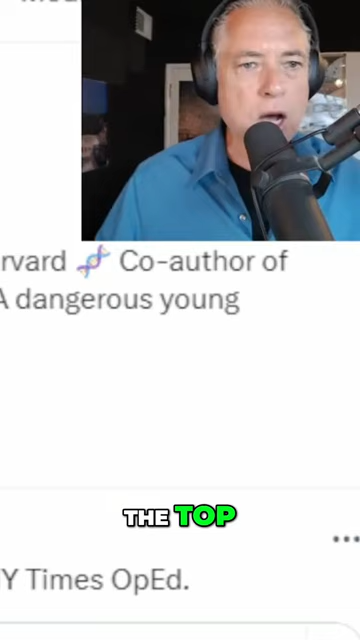 rvard 🧬 Co-author of
A dangerous young
THE TOP
Y Times OpEd.